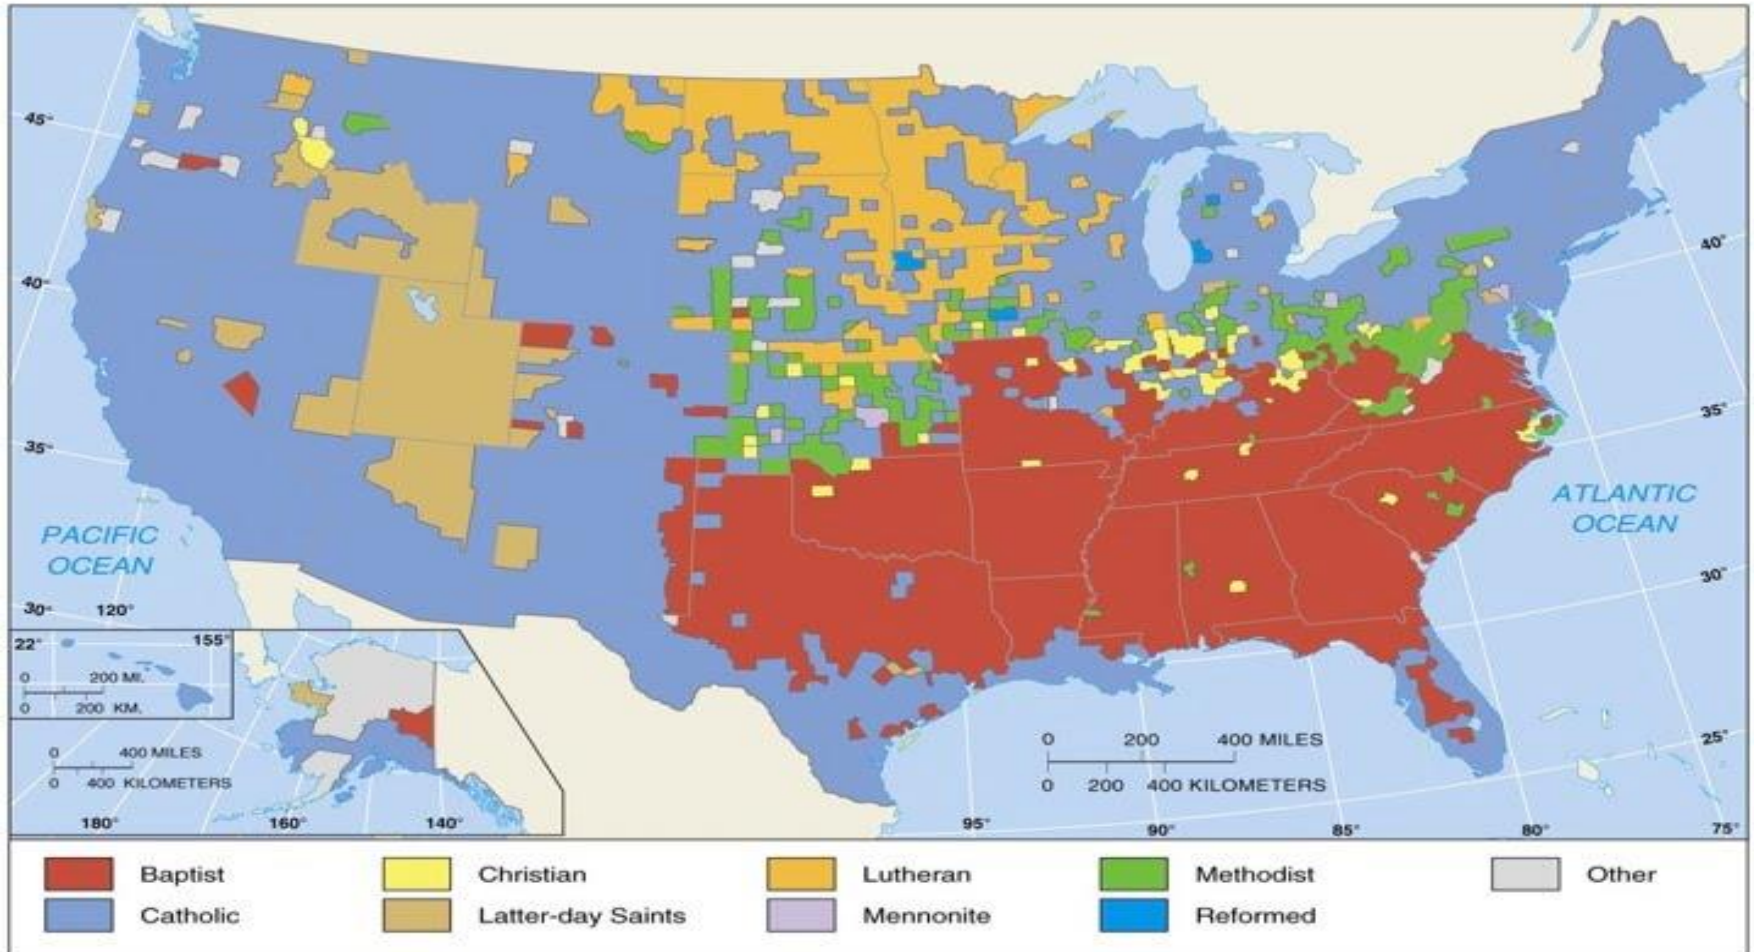 45°
40°
35°
30°
120°
40°
35°
30°
25°
PACIFIC
OCEAN
ATLANTIC
OCEAN
22°
155°
0
200 MI.
0
200 KM.
0
400 MILES
0
400 KILOMETERS
180°
160°
140°
0
200
400 MILES
0
200
400 KILOMETERS
95°
90°
85°
80°
75°
Baptist
Christian
Lutheran
Methodist
Other
Catholic
Latter-day Saints
Mennonite
Reformed